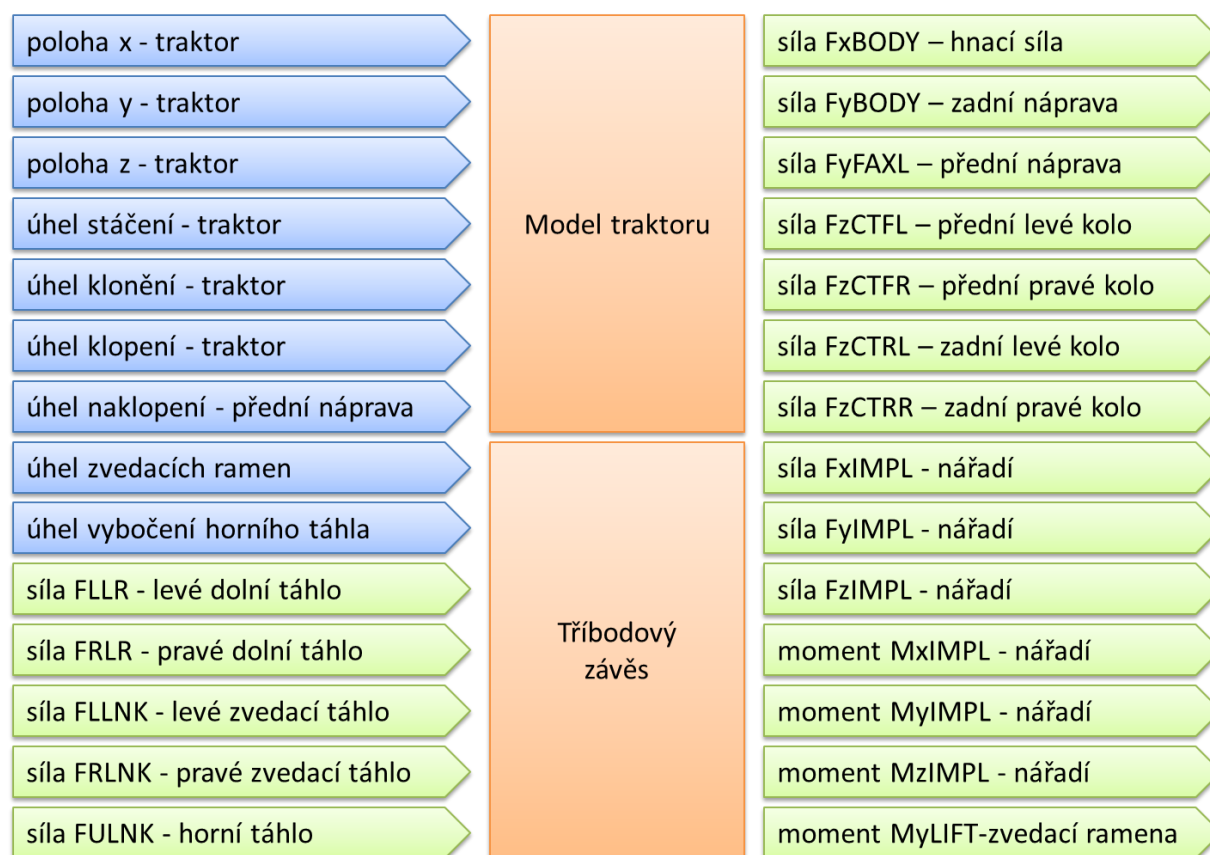 poloha x - traktor
poloha y - traktor
poloha z - traktor
úhel stáčení - traktor
úhel klonění - traktor
úhel klopení - traktor
úhel naklopení - přední náprava
úhel zvedacích ramen
úhel vybočení horního táhla
síla FLLR - levé dolní táhlo
síla FRLR - pravé dolní táhlo
síla FLLNK - levé zvedací táhlo
síla FRLNK - pravé zvedací táhlo
síla FULNK - horní táhlo
Model traktoru
Tříbodový
závěs
síla FxBODY – hnací síla
síla FyBODY – zadní náprava
síla FyFAXL – přední náprava
síla FzCTFL – přední levé kolo
síla FzCTFR – přední pravé kolo
síla FzCTRL – zadní levé kolo
síla FzCTRR – zadní pravé kolo
síla FxIMPL - nářadí
síla FyIMPL - nářadí
síla FzIMPL - nářadí
moment MxIMPL - nářadí
moment MyIMPL - nářadí
moment MzIMPL - nářadí
moment MyLIFT-zvedací ramena